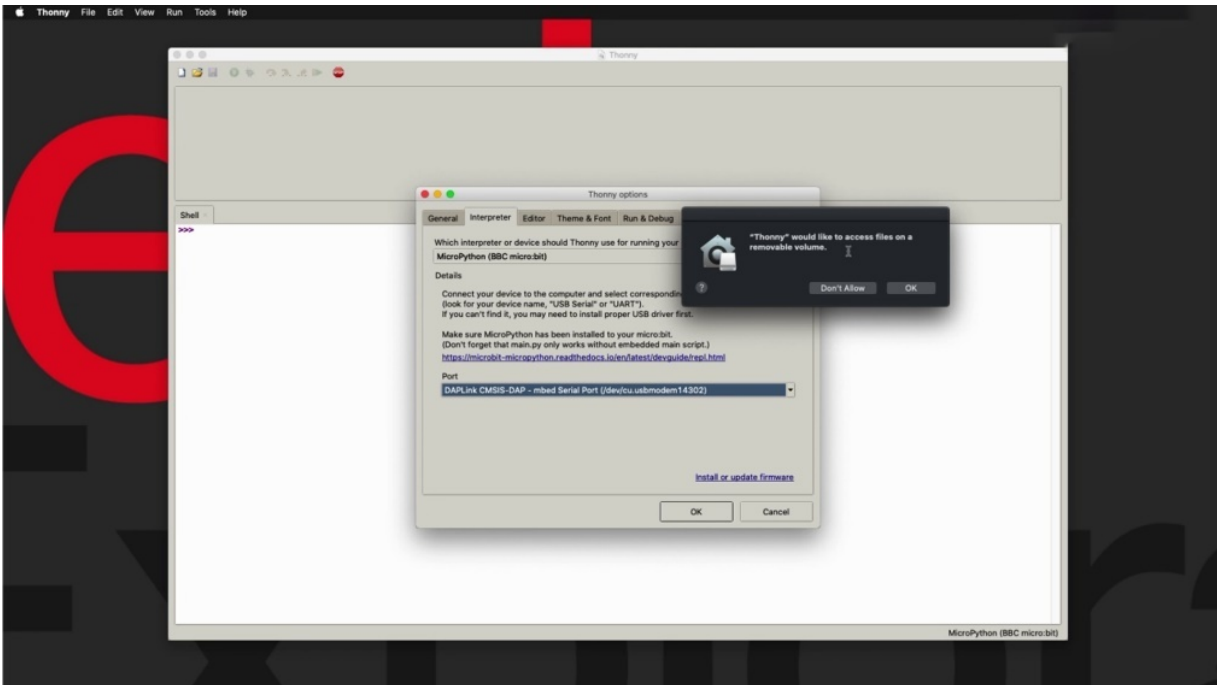 Thonny File Edit View Run Tools Help
Thonny
Shell
>>>
Thonny options
General Interpreter Editor Theme & Font Run & Debug
Which interpreter or device should Thonny use for running your
MicroPython (BBC micro:bit)
Details
Connect your device to the computer and select correspondin
(look for your device name, "USB Serial" or "UART").
If you can't find it, you may need to install proper USB driver first.
Make sure MicroPython has been installed to your micro:bit.
(Don't forget that main.py only works without embedded main script.)
https://microbit-micropython.readthedocs.io/en/latest/devguide/repl.html
Port
DAPLink CMSIS-DAP - mbed Serial Port (/dev/cu.usbmodem14302)
Install or update firmware
OK Cancel
"Thonny" would like to access files on a
removable volume.
? Don't Allow OK
MicroPython (BBC micro:bit)